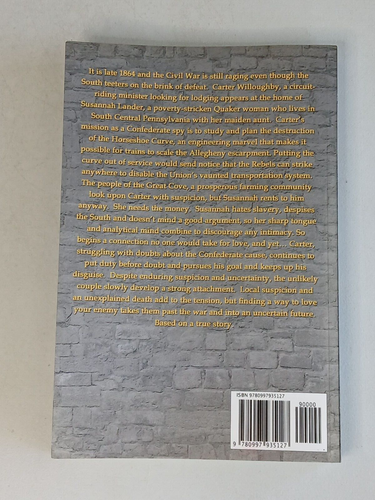 It is late 1864 and the Civil War is still raging even though the
South teeters on the brink of defeat. Carter Willoughby, a circuit-
riding minister looking for lodging appears at the home of
Susannah Lander, a poverty-stricken Quaker woman who lives in
South Central Pennsylvania with her maiden aunt. Carter's
mission as a Confederate spy is to study and plan the destruction
of the Horseshoe Curve, an engineering marvel that makes it
possible for trains to scale the Allegheny escarpment. Putting the
curve out of service would send notice that the Rebels can strike
anywhere to disable the Union's vaunted transportation system.
The people of the Great Cove, a prosperous farming community
look upon Carter with suspicion, but Susannah rents to him
anyway. She needs the money. Susannah hates slavery, despises
the South and doesn't mind a good argument, so her sharp tongue
and analytical mind combine to discourage any intimacy. So
begins a connection no one would take for love, and yet... Carter,
struggling with doubts about the Confederate cause, continues to
put duty before doubt and pursues his goal and keeps up his
disguise. Despite enduring suspicion and uncertainty, the unlikely
couple slowly develop a strong attachment. Local suspicion and
an unexplained death add to the tension, but finding a way to love
your enemy takes them past the war and into an uncertain future.
Based on a true story.
ISBN 9780997935127
90000
9 780997 935127